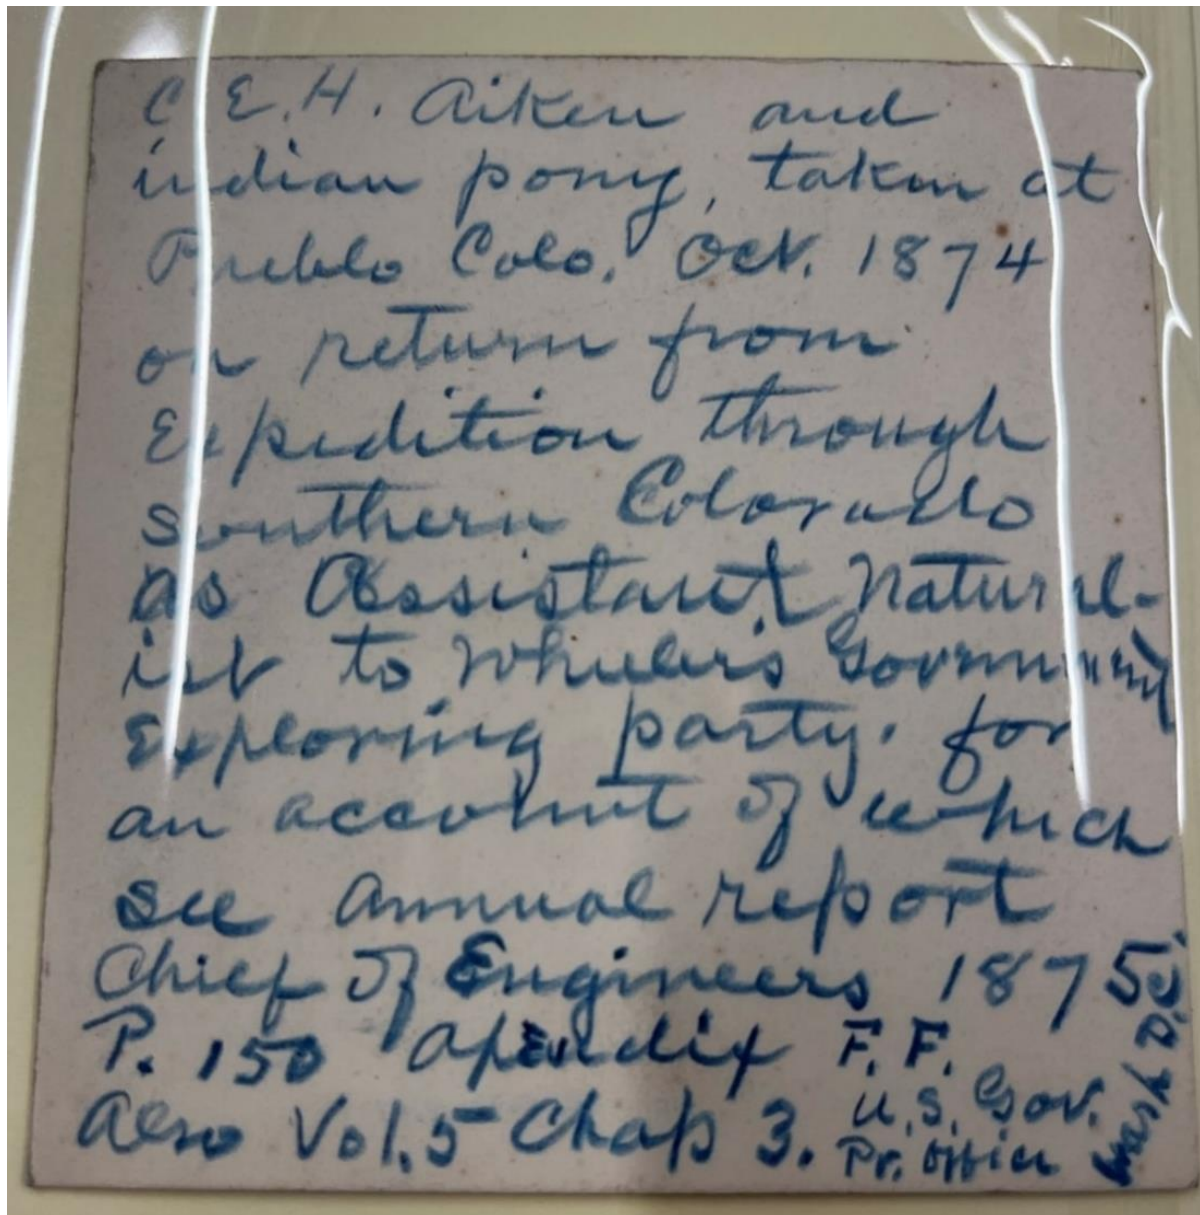 C E. H. Aiken and
indian pony, taken at
Pueblo Colo. Oct. 1874
on return from
Expedition through
southern Colorado
as Assistant Natural-
ist to Wheeler's Government
Exploring party. for
an account of which
see annual report
Chief of Engineers 1875
P. 150 apendix F. F.
Also Vol. 5 Chap 3. U. S. Gov.
Pr. Office
Wash D.C.